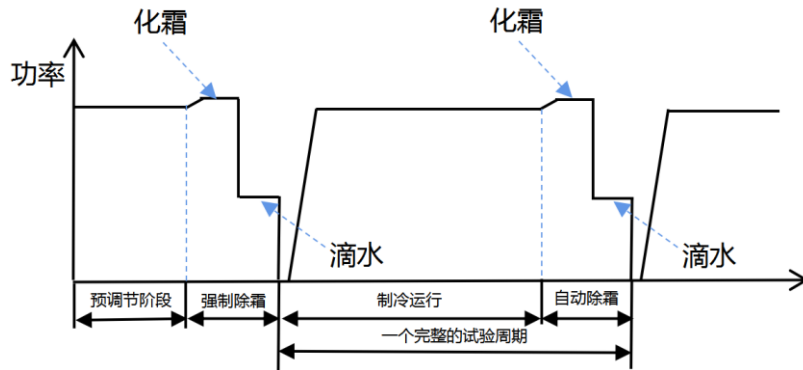 化霜
化霜
功率
滴水
滴水
预调节阶段
强制除霜
制冷运行
自动除霜
一个完整的试验周期